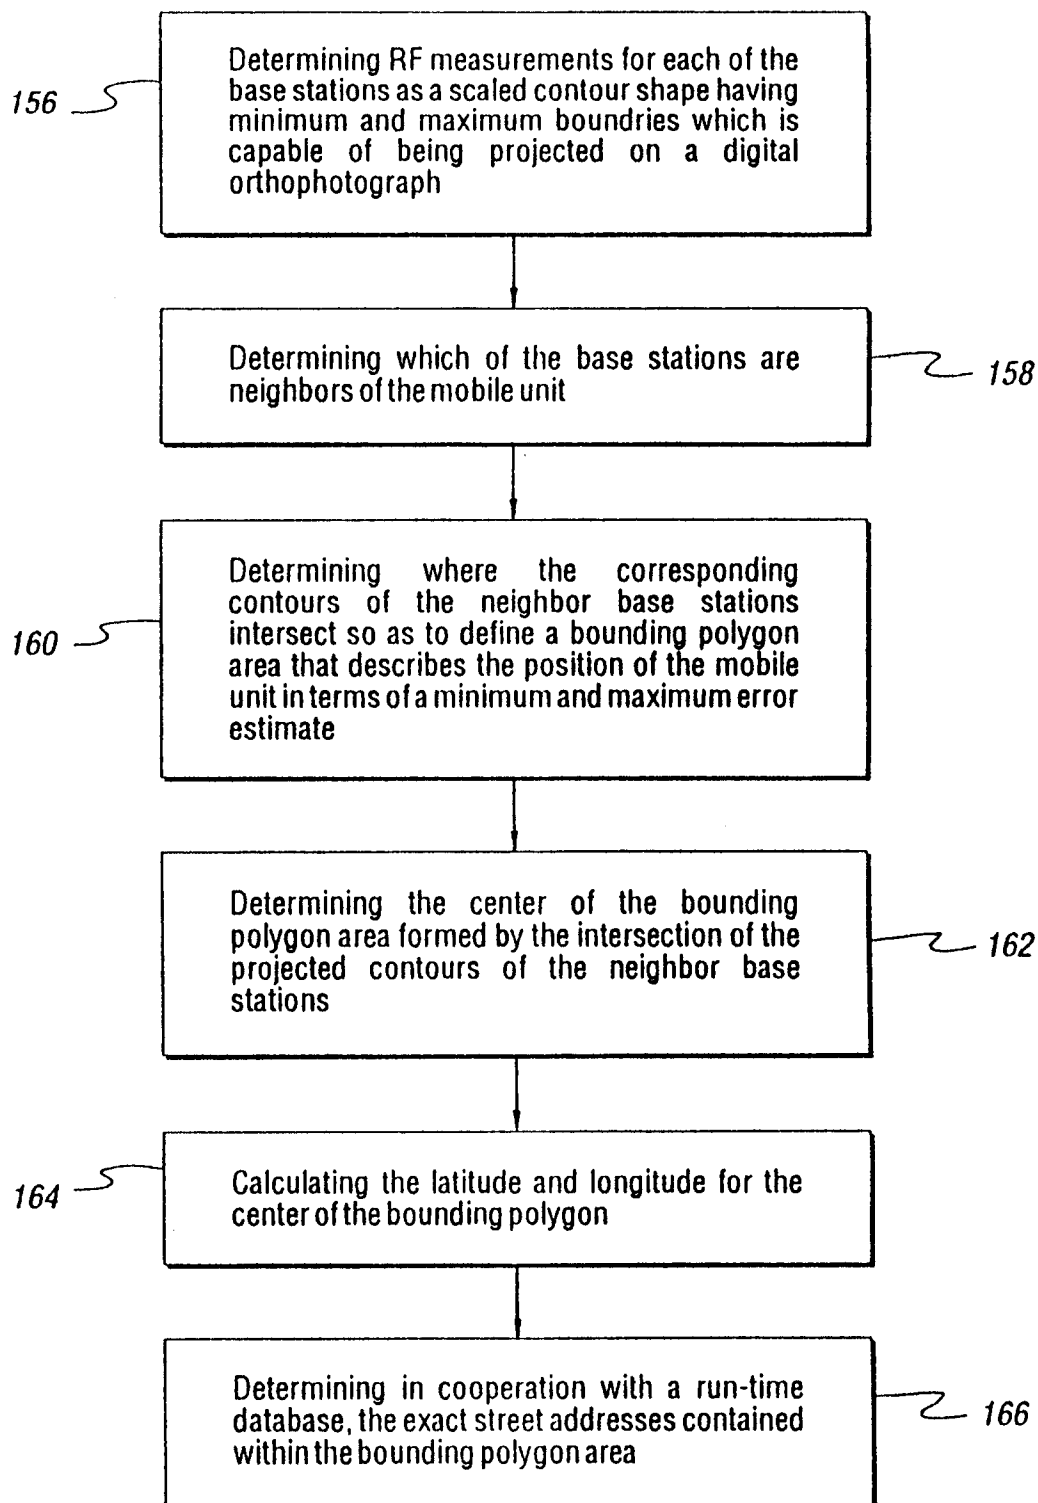 Determining RF measurements for each of the
base stations as a scaled contour shape having
minimum and maximum boundries which is
capable of being projected on a digital
orthophotograph
156
Determining which of the base stations are
neighbors of the mobile unit
158
Determining where the corresponding
contours of the neighbor base stations
intersect so as to define a bounding polygon
area that describes the position of the mobile
unit in terms of a minimum and maximum error
estimate
160
Determining the center of the bounding
polygon area formed by the intersection of the
projected contours of the neighbor base
stations
162
Calculating the latitude and longitude for the
center of the bounding polygon
164
Determining in cooperation with a run-time
database, the exact street addresses contained
within the bounding polygon area
166